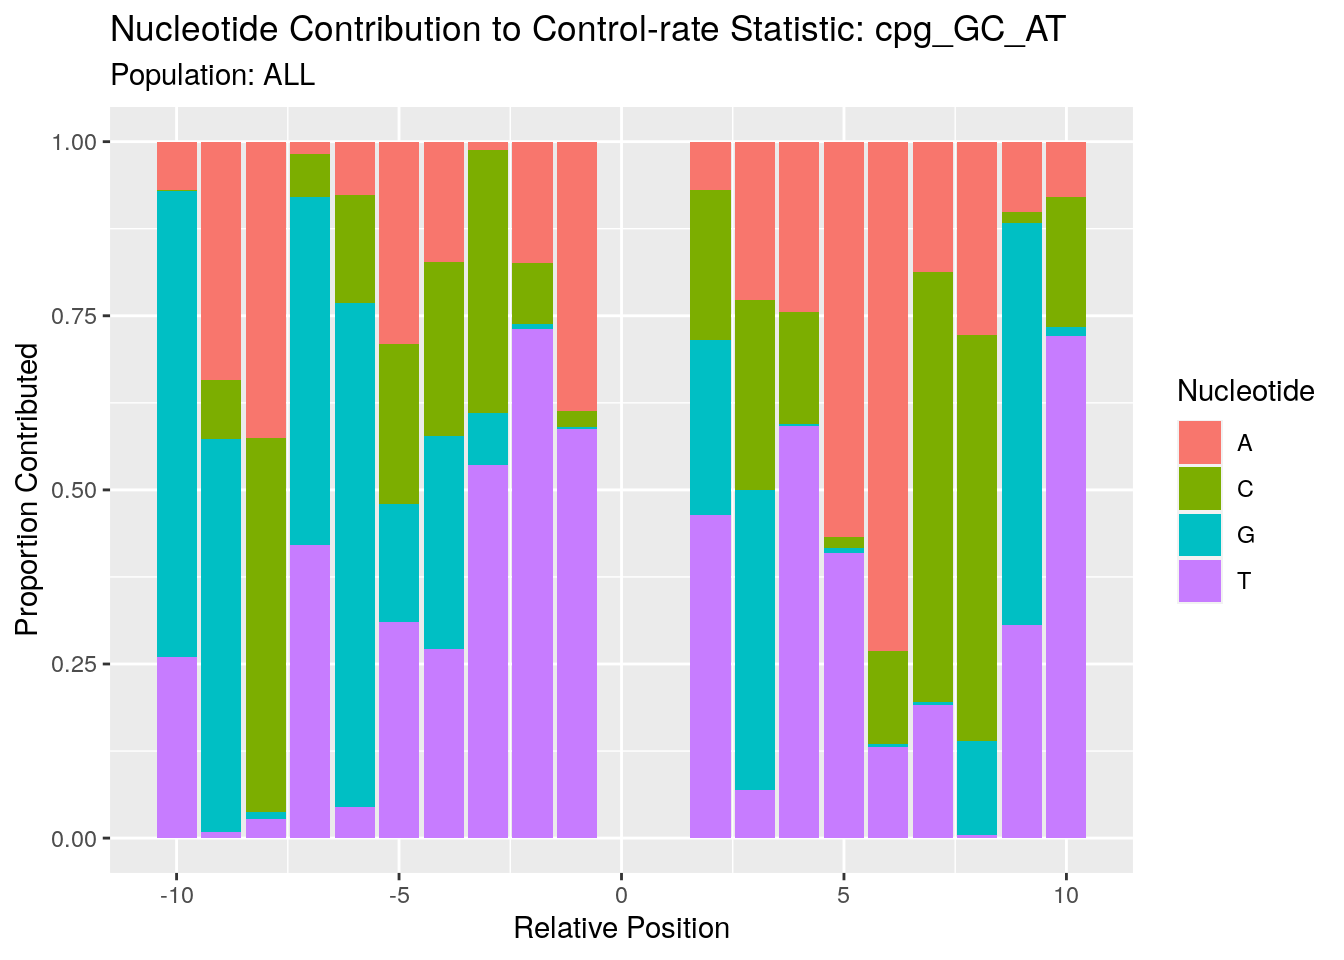 Nucleotide Contribution to Control-rate Statistic: cpg_GC_AT
Population: ALL
1.00
0.75
0.50
0.25
0.00
Proportion Contributed
-10
-5
0
5
10
Relative Position
Nucleotide
A
C
G
T